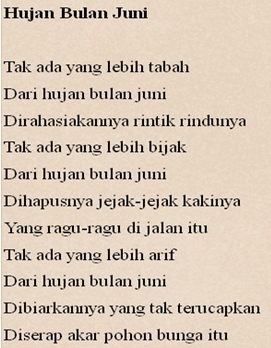 Hujan Bulan Juni
Tak ada yang lebih tabah
Dari hujan bulan juni
Dirahasiakannya rintik rindunya
Tak ada yang lebih bijak
Dari hujan bulan juni
Dihapusnya jejak-jejak kakinya
Yang ragu-ragu di jalan itu
Tak ada yang lebih arif
Dari hujan bulan juni
Dibiarkannya yang tak terucapkan
Diserap akar pohon bunga itu